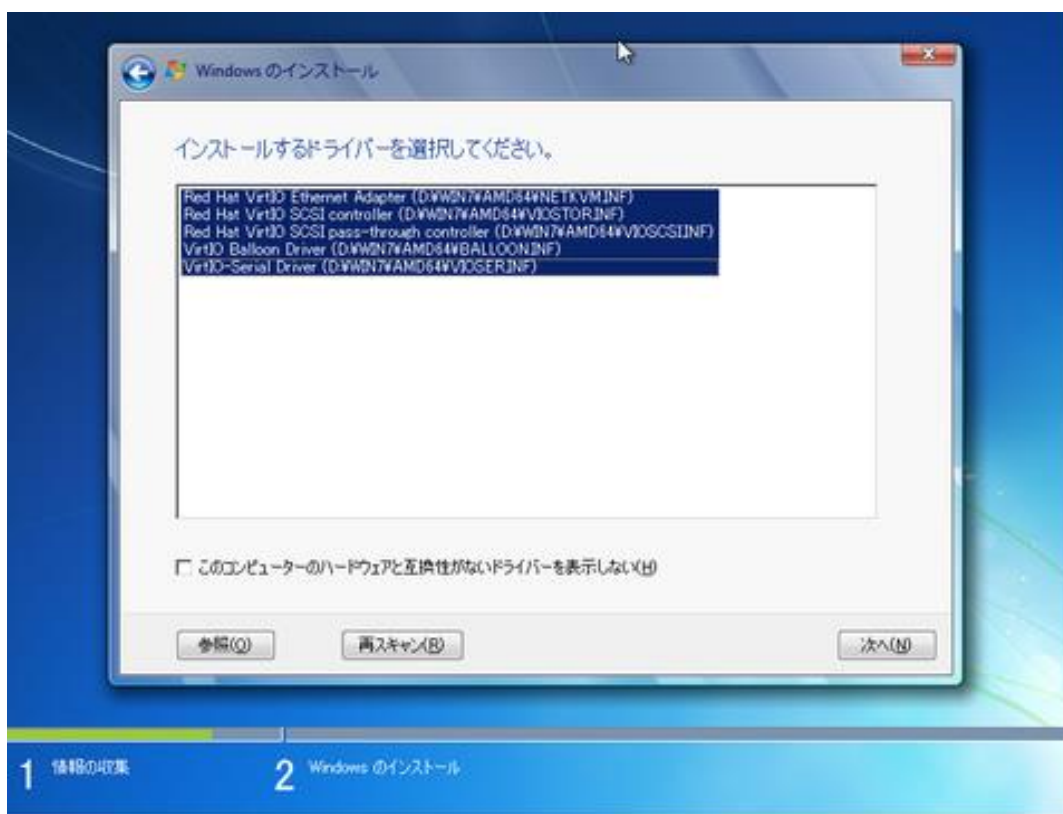 Windows のインストール
インストールするドライバーを選択してください。
Red Hat VirtIO Ethernet Adapter (D:¥WIN7¥AMD64¥NETKVM.INF)
Red Hat VirtIO SCSI controller (D:¥WIN7¥AMD64¥VIOSTOR.INF)
Red Hat VirtIO SCSI pass-through controller (D:¥WIN7¥AMD64¥VIOSCSI.INF)
VirtIO Balloon Driver (D:¥WIN7¥AMD64¥BALLOON.INF)
VirtIO-Serial Driver (D:¥WIN7¥AMD64¥VIOSER.INF)
このコンピューターのハードウェアと互換性がないドライバーを表示しない(H)
参照(O) 再スキャン(R) 次へ(N)
1 情報の収集 2 Windows のインストール